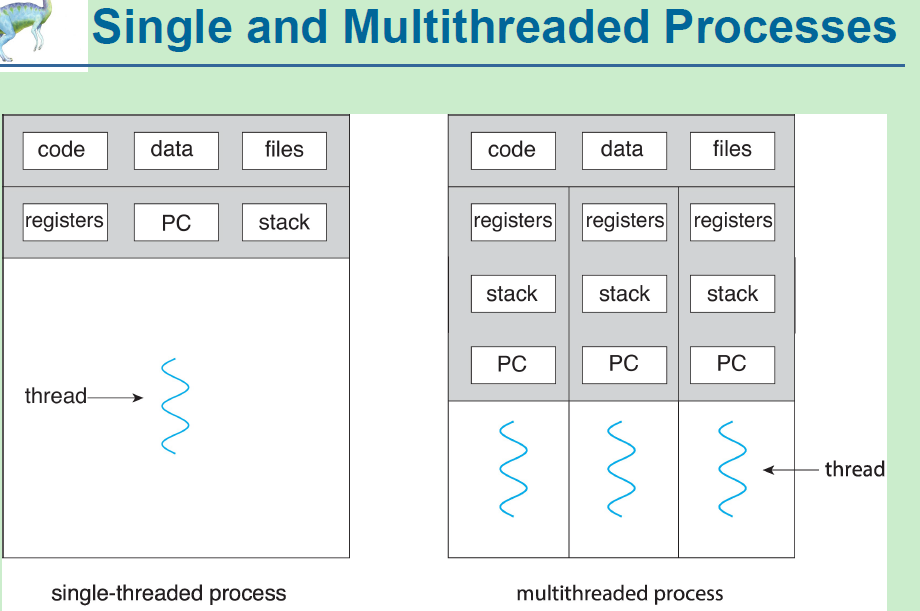 Single and Multithreaded Processes
code data files code data files
registers PC stack registers registers registers
stack stack stack
PC PC PC
thread
thread
single-threaded process multithreaded process